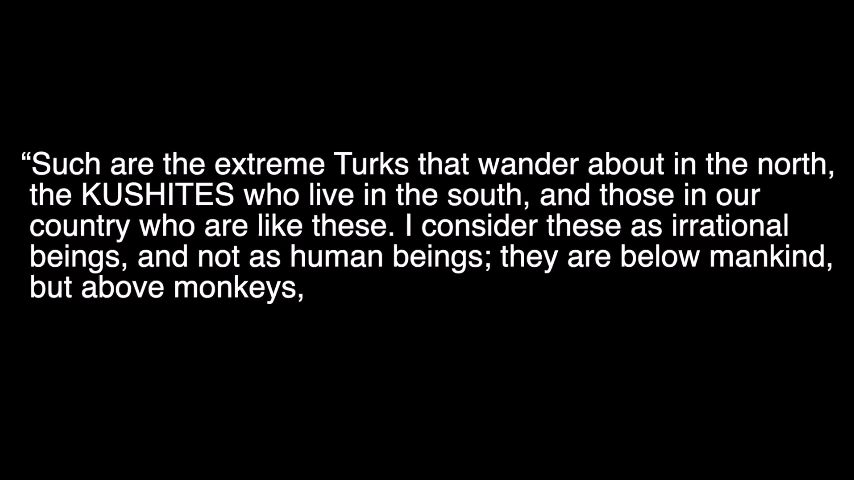 “Such are the extreme Turks that wander about in the north,
the KUSHITES who live in the south, and those in our
country who are like these. I consider these as irrational
beings, and not as human beings; they are below mankind,
but above monkeys,